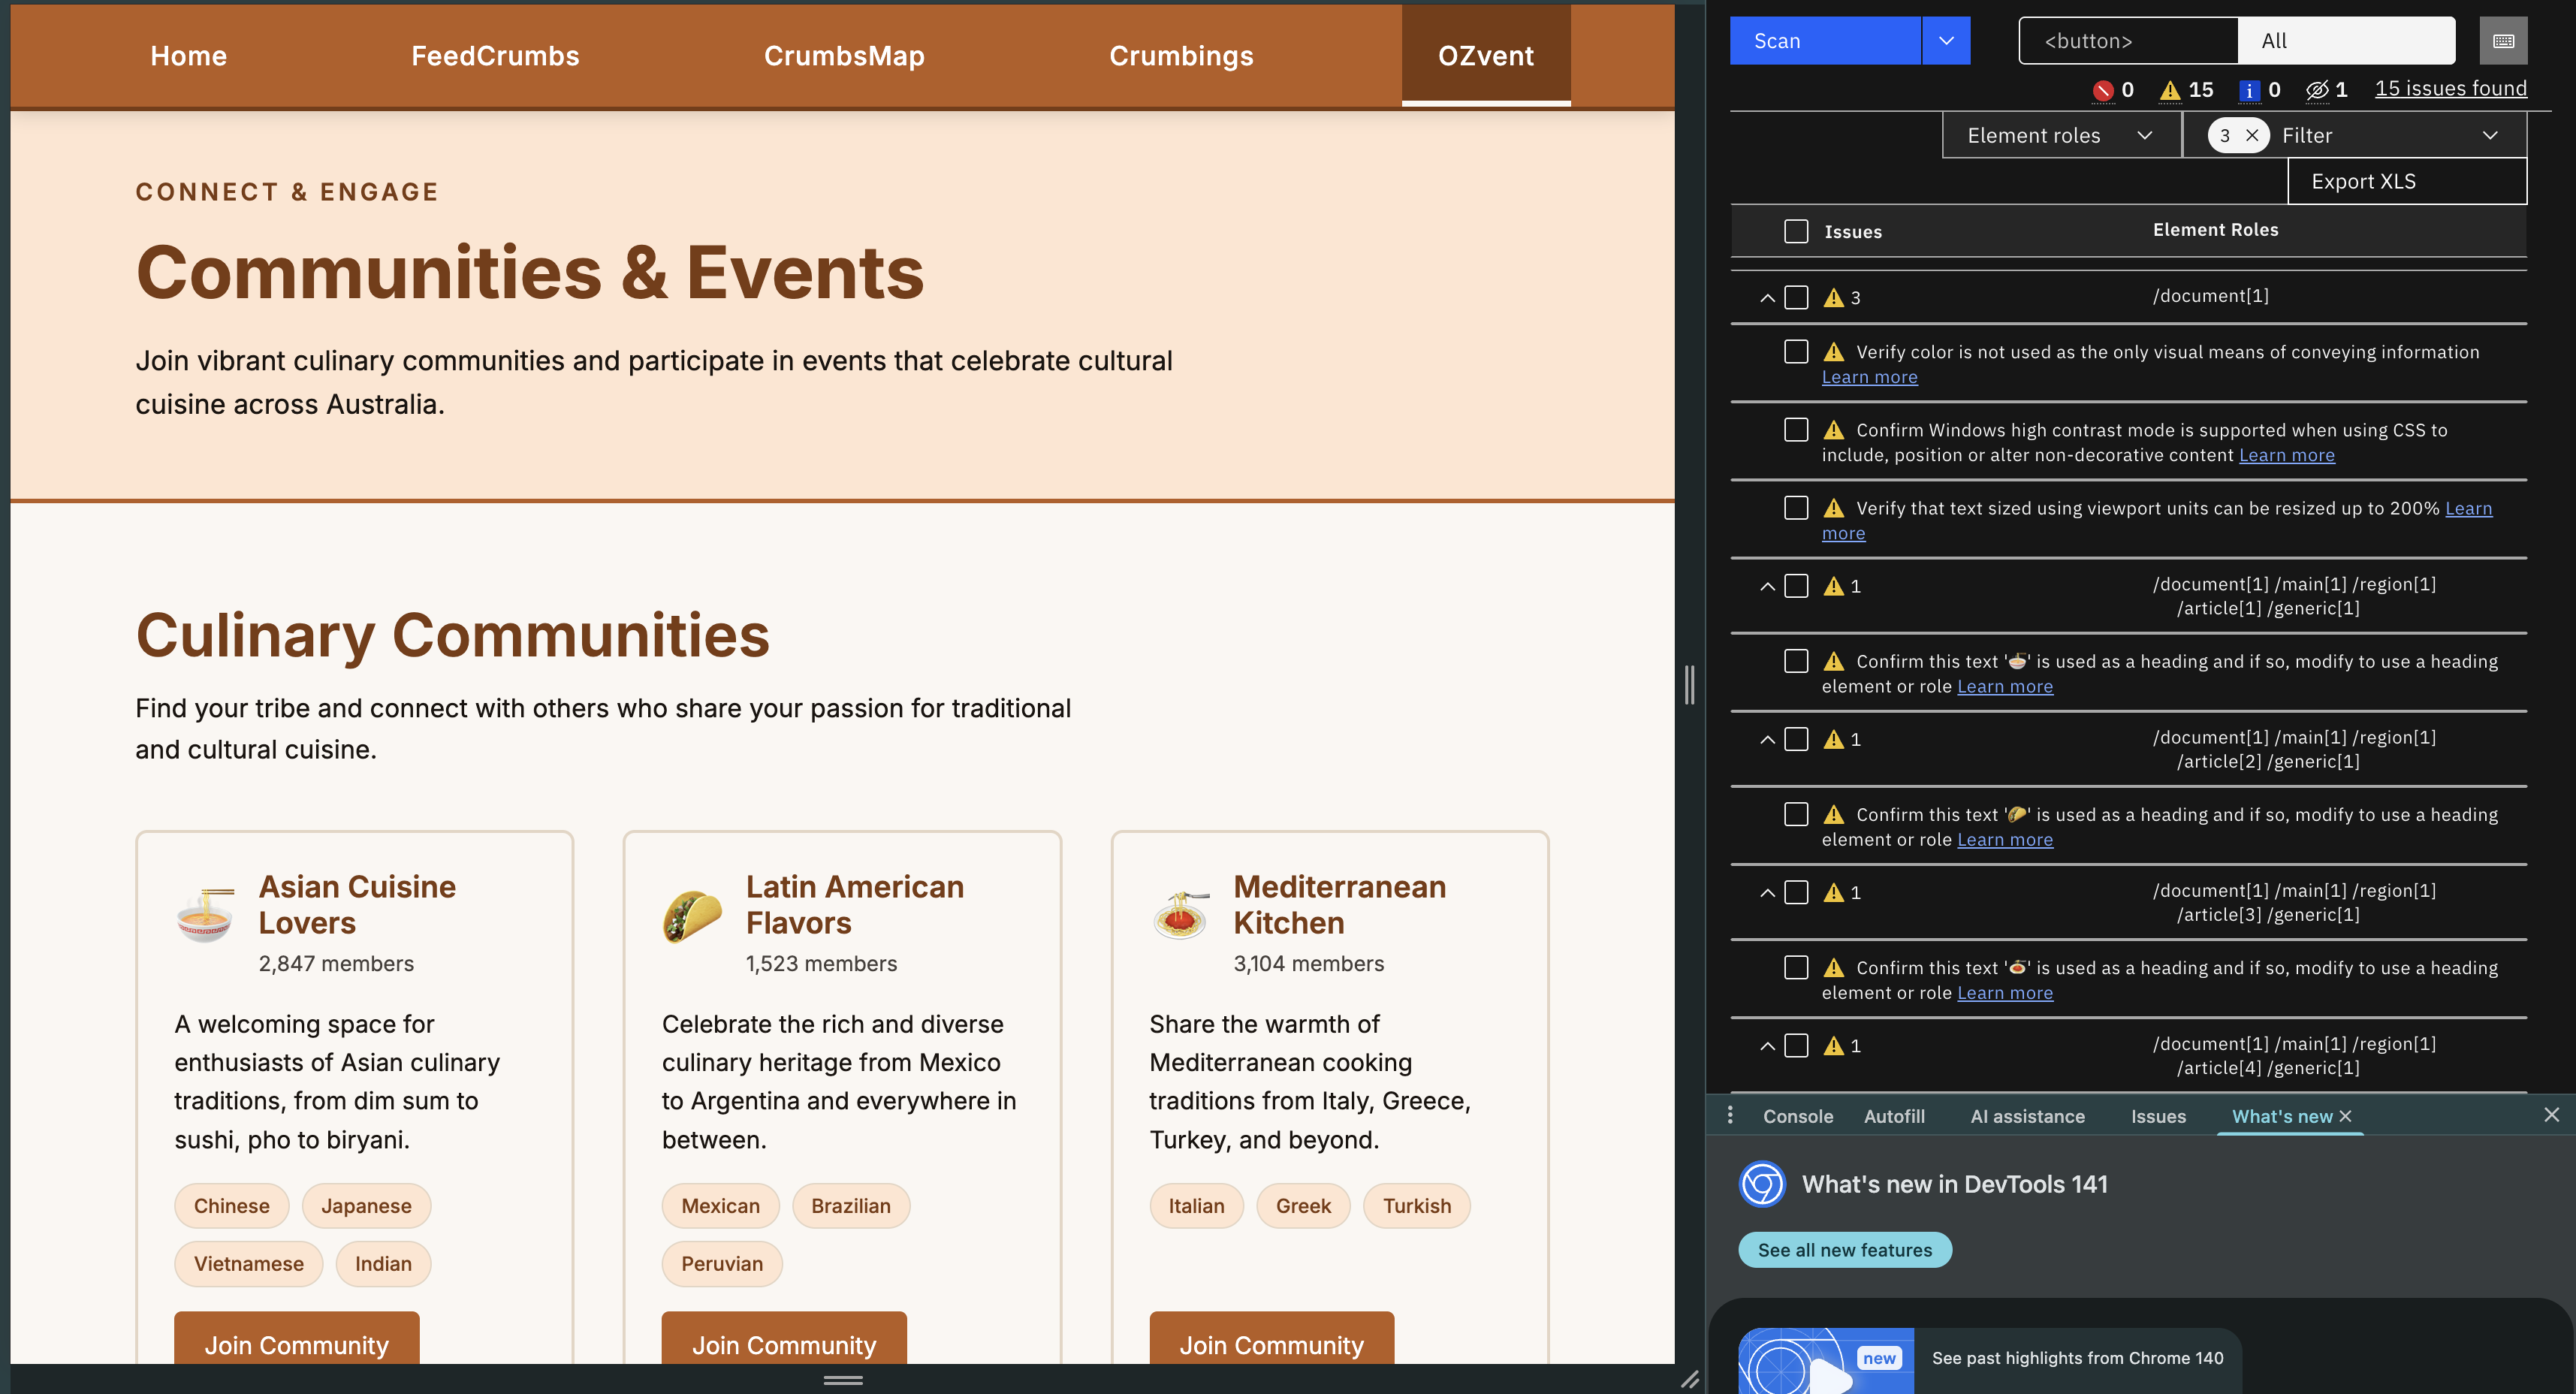 Home FeedCrumbs CrumbsMap Crumbings OZvent
CONNECT & ENGAGE
Communities & Events
Join vibrant culinary communities and participate in events that celebrate cultural
cuisine across Australia.
Culinary Communities
Find your tribe and connect with others who share your passion for traditional
and cultural cuisine.
Asian Cuisine
Lovers
2,847 members
A welcoming space for
enthusiasts of Asian culinary
traditions, from dim sum to
sushi, pho to biryani.
Chinese Japanese
Vietnamese Indian
Join Community
Latin American
Flavors
1,523 members
Celebrate the rich and diverse
culinary heritage from Mexico
to Argentina and everywhere in
between.
Mexican Brazilian
Peruvian
Join Community
Mediterranean
Kitchen
3,104 members
Share the warmth of
Mediterranean cooking
traditions from Italy, Greece,
Turkey, and beyond.
Italian Greek Turkish
Join Community
Scan <button> All
0 15 i 0 1 15 issues found
Element roles 3 Filter
Export XLS
Issues Element Roles
3 /document[1]
Verify color is not used as the only visual means of conveying information
Learn more
Confirm Windows high contrast mode is supported when using CSS to
include, position or alter non-decorative content Learn more
Verify that text sized using viewport units can be resized up to 200% Learn
more
1 /document[1] /main[1] /region[1]
/article[1] /generic[1]
Confirm this text '🍜' is used as a heading and if so, modify to use a heading
element or role Learn more
1 /document[1] /main[1] /region[1]
/article[2] /generic[1]
Confirm this text '🌮' is used as a heading and if so, modify to use a heading
element or role Learn more
1 /document[1] /main[1] /region[1]
/article[3] /generic[1]
Confirm this text '🍝' is used as a heading and if so, modify to use a heading
element or role Learn more
1 /document[1] /main[1] /region[1]
/article[4] /generic[1]
Console Autofill AI assistance Issues What's new
What's new in DevTools 141
See all new features
new See past highlights from Chrome 140